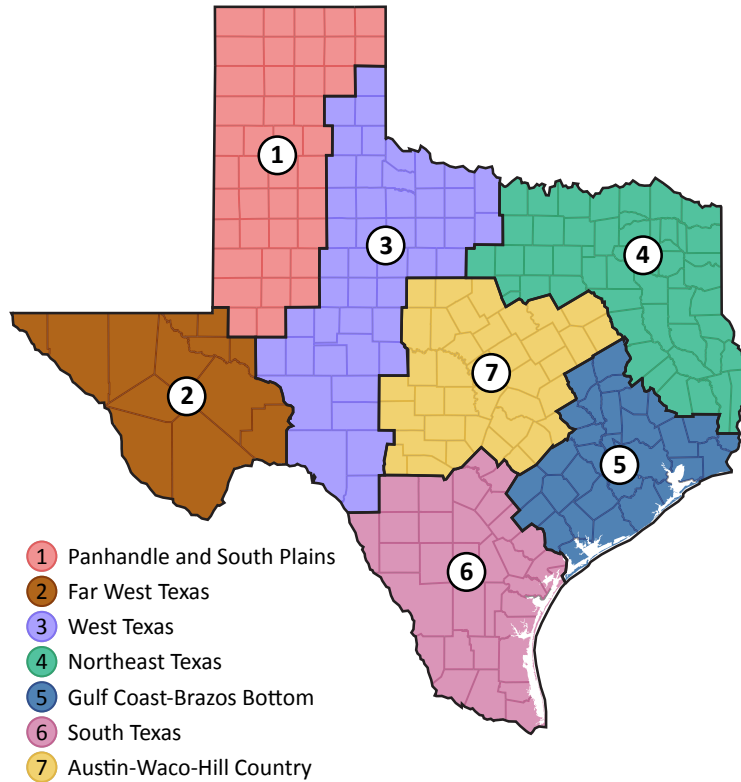 1
3
4
7
2
5
6
1 Panhandle and South Plains
2 Far West Texas
3 West Texas
4 Northeast Texas
5 Gulf Coast-Brazos Bottom
6 South Texas
7 Austin-Waco-Hill Country